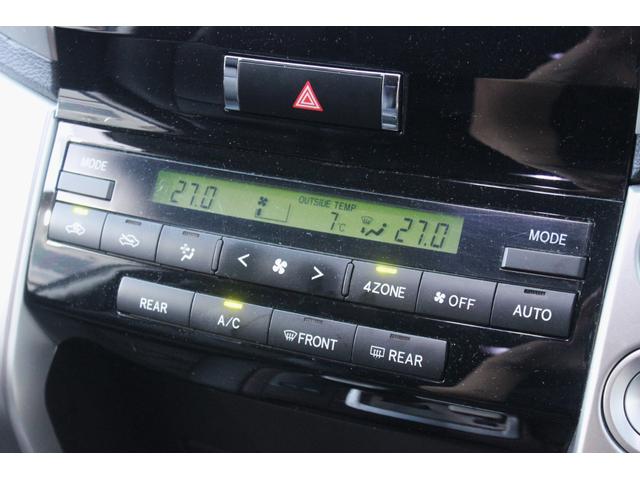 MODE
27.0
OUTSIDE TEMP
7°C
27.0
MODE
< >
4ZONE
OFF
AUTO
REAR
A/C
FRONT
REAR